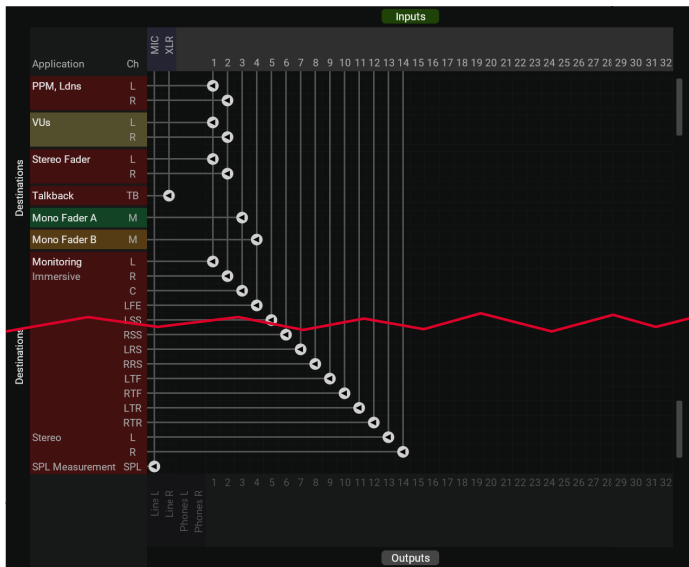 Inputs
MIC
XLR
Application Ch 1 2 3 4 5 6 7 8 9 10 11 12 13 14 15 16 17 18 19 20 21 22 23 24 25 26 27 28 29 30 31 32
PPM, Ldns L
R
VUs L
R
Stereo Fader L
R
Talkback TB
Mono Fader A M
Mono Fader B M
Monitoring L
Immersive R
C
LFE
LSS
RSS
LRS
RRS
LTF
RTF
LTR
RTR
Stereo L
R
SPL Measurement SPL
Destinations
Destinations
Line L
Line R
Phones L
Phones R
1 2 3 4 5 6 7 8 9 10 11 12 13 14 15 16 17 18 19 20 21 22 23 24 25 26 27 28 29 30 31 32
Outputs